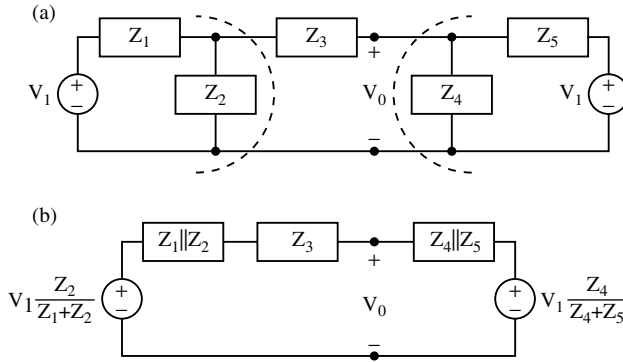 (a)
Z1 Z3 Z5
+ Z2 + Z4 +
V1 − V0 V1 −
−
(b)
Z1||Z2 Z3 Z4||Z5
+
V1 Z2/Z1+Z2 + − V0 + − V1 Z4/Z4+Z5
−